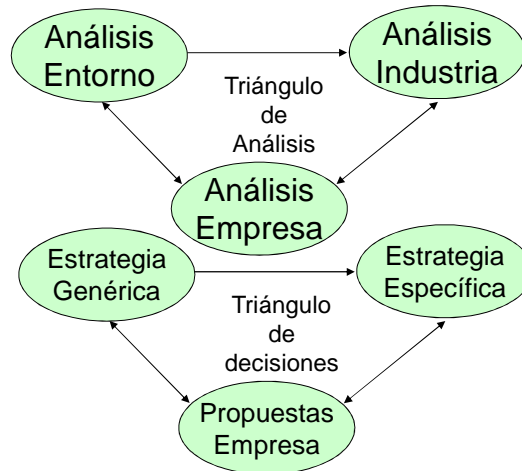 Análisis
Entorno
Análisis
Industria
Triángulo
de
Análisis
Análisis
Empresa
Estrategia
Genérica
Estrategia
Específica
Triángulo
de
decisiones
Propuestas
Empresa